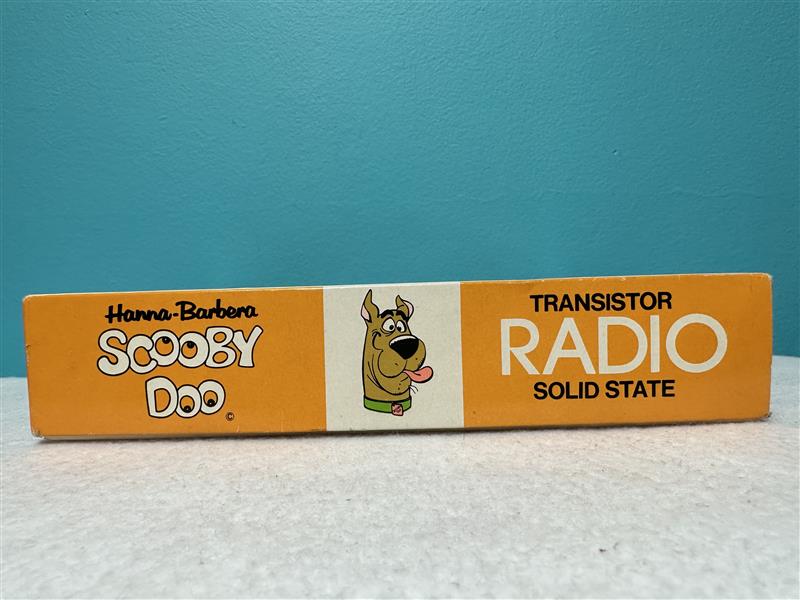 Hanna-Barbera
SCOOBY
DOO ©
TRANSISTOR
RADIO
SOLID STATE